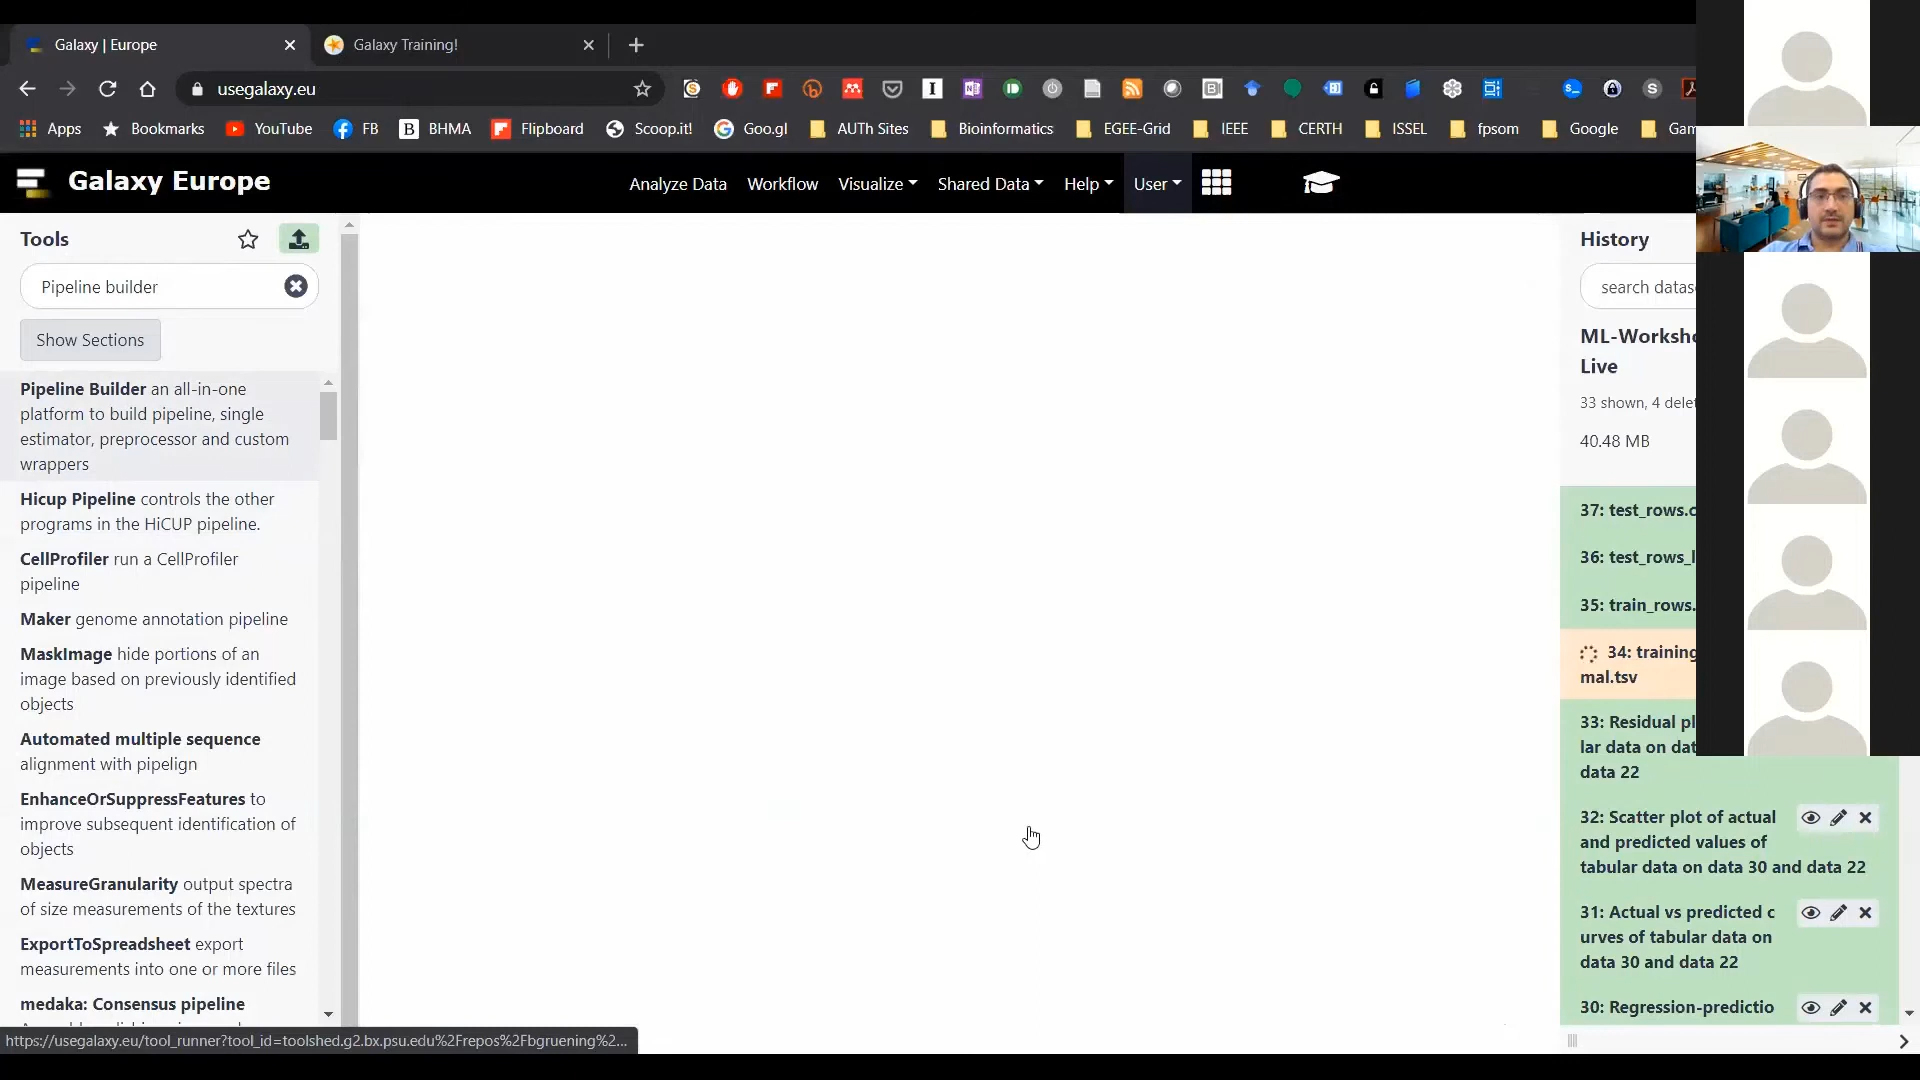 Galaxy | Europe
Galaxy Training!
usegalaxy.eu
Apps
Bookmarks
YouTube
FB
BHMA
Flipboard
Scoop.it!
Goo.gl
AUTh Sites
Bioinformatics
EGEE-Grid
IEEE
CERTH
ISSEL
fpsom
Google
Gam
Galaxy Europe
Analyze Data
Workflow
Visualize
Shared Data
Help
User
Tools
Pipeline builder
Show Sections
Pipeline Builder an all-in-one
platform to build pipeline, single
estimator, preprocessor and custom
wrappers
Hicup Pipeline controls the other
programs in the HiCUP pipeline.
CellProfiler run a CellProfiler
pipeline
Maker genome annotation pipeline
MaskImage hide portions of an
image based on previously identified
objects
Automated multiple sequence
alignment with pipelign
EnhanceOrSuppressFeatures to
improve subsequent identification of
objects
MeasureGranularity output spectra
of size measurements of the textures
ExportToSpreadsheet export
measurements into one or more files
medaka: Consensus pipeline
https://usegalaxy.eu/tool_runner?tool_id=toolshed.g2.bx.psu.edu%2Frepos%2Fbgruening%2...
History
search datas
ML-Worksho
Live
33 shown, 4 delet
40.48 MB
37: test_rows.c
36: test_rows_l
35: train_rows.
34: training
mal.tsv
33: Residual pl
lar data on dat
data 22
32: Scatter plot of actual
and predicted values of
tabular data on data 30 and data 22
31: Actual vs predicted c
urves of tabular data on
data 30 and data 22
30: Regression-predictio